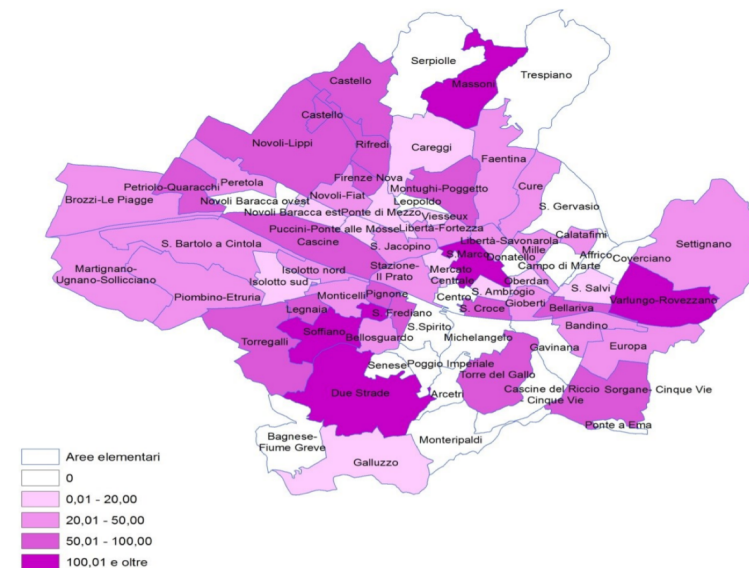 Serpiolle
Trespiano
Castello
Massoni
Castello
Careggi
Novoli-Lippi
Rifredi
Faentina
Firenze Nova
Cure
Petriolo-Quaracchi
Peretola
Montughi-Poggetto
Brozzi-Le Piagge
Novoli-Fiat
Leopoldo
S. Gervasio
Novoli Baracca ovest
Novoli Baracca est
Ponte di Mezzo
Viesseux
Puccini-Ponte alle Mosse
Libertà-Fortezza
Calatafimi
Settignano
S. Bartolo a Cintola
Cascine
S. Jacopino
Libertà-Savonarola
Mille
S.Marco
Donatello
Affrico
Coverciano
Martignano-
Ugnano-Sollicciano
Isolotto nord
Stazione-
Il Prato
Mercato
Centrale
Campo di Marte
Isolotto sud
Oberdan
S. Salvi
Piombino-Etruria
Monticelli
Pignone
Centro
S. Ambrogio
Varlungo-Rovezzano
Legnaia
S. Frediano
S. Croce
Gioberti
Bellariva
Soffiano
S.Spirito
Bandino
Torregalli
Bellosguardo
Michelangelo
Gavinana
Europa
Senese
Poggio Imperiale
Torre del Gallo
Due Strade
Arcetri
Cascine del Riccio
- Cinque Vie
Sorgane- Cinque Vie
Ponte a Ema
Bagnese-
Fiume Greve
Monteripaldi
Galluzzo
Aree elementari
0
0,01 - 20,00
20,01 - 50,00
50,01 - 100,00
100,01 e oltre